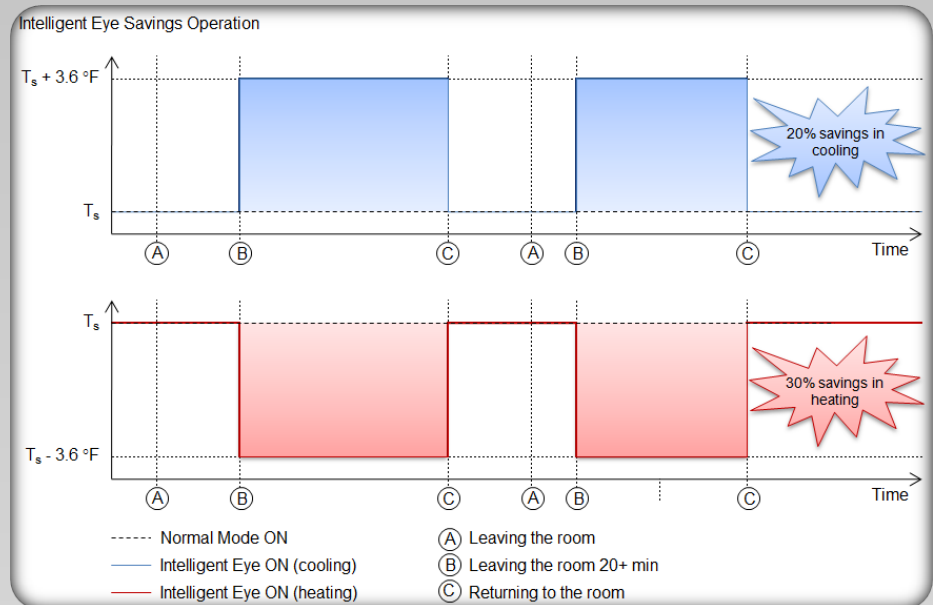 Intelligent Eye Savings Operation
Ts + 3.6 °F
20% savings in
cooling
Ts
A B C A B C
Time
Ts
30% savings in
heating
Ts - 3.6 °F
A B C A B C
Time
Normal Mode ON
A Leaving the room
Intelligent Eye ON (cooling)
B Leaving the room 20+ min
Intelligent Eye ON (heating)
C Returning to the room